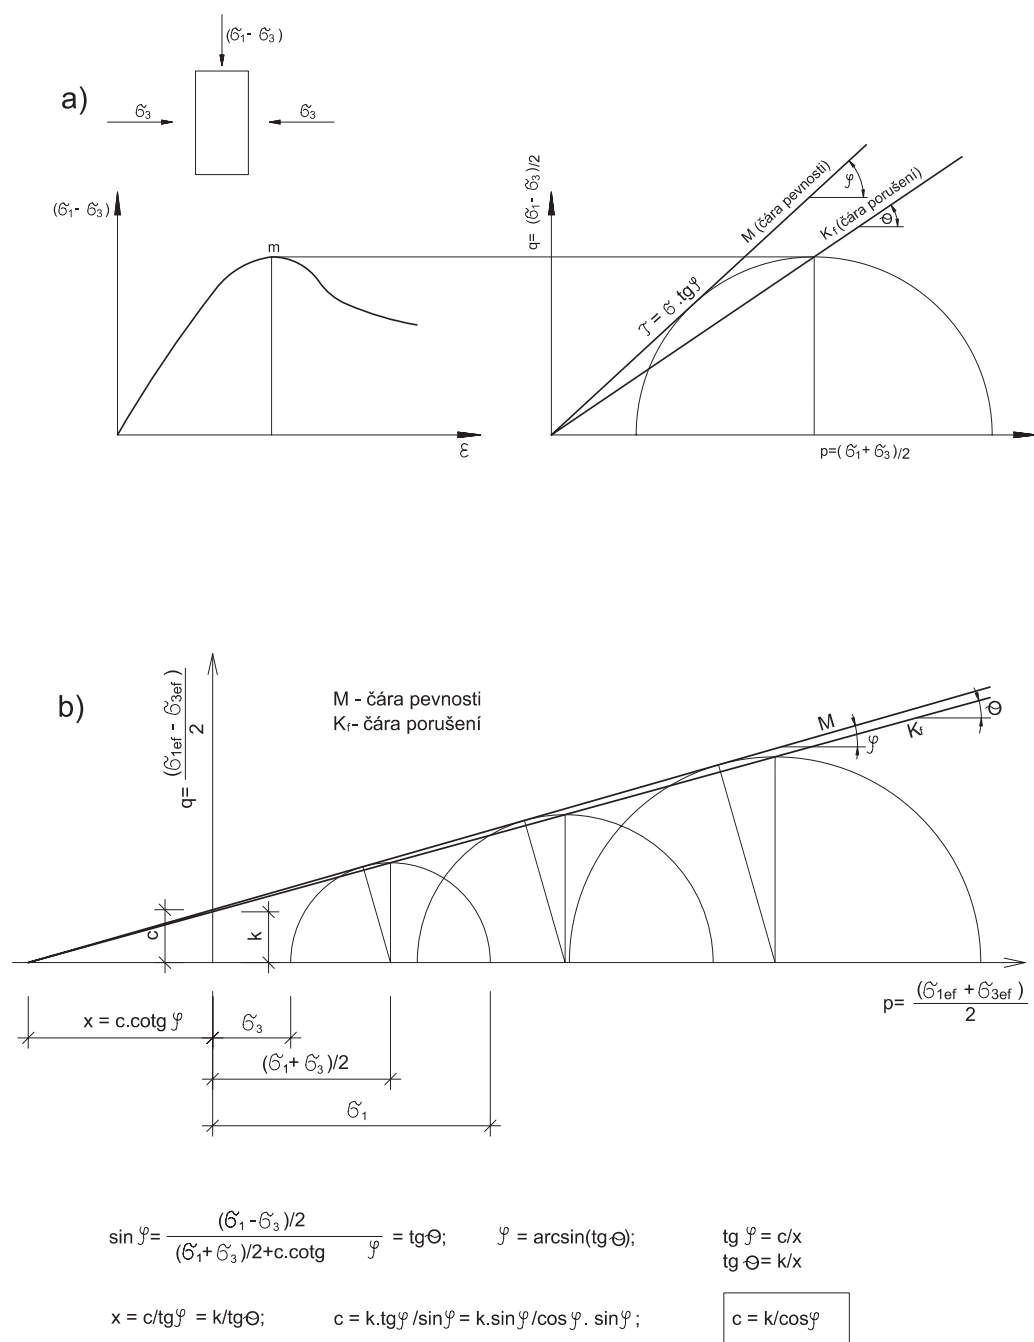 (σ₁- σ₃)
a)
σ₃
σ₃
(σ₁- σ₃)
m
ε
q= (σ₁- σ₃)/2
M (čára pevnosti)
φ
K_f (čára porušení)
Θ
τ = σ.tgφ
p=(σ₁+ σ₃)/2
b)
q= (σ1ef - σ3ef)
2
M - čára pevnosti
Kf- čára porušení
M
φ
Kf
Θ
c
k
p= (σ1ef + σ3ef)
2
x = c.cotg φ
σ₃
(σ₁+ σ₃)/2
σ₁
sin φ= (σ₁-σ₃)/2 / (σ₁+ σ₃)/2+c.cotg φ = tgΘ; φ = arcsin(tgΘ); tg φ = c/x
tg Θ= k/x
x = c/tgφ = k/tgΘ; c = k.tgφ/sinφ= k.sinφ/cosφ. sinφ; c = k/cosφ